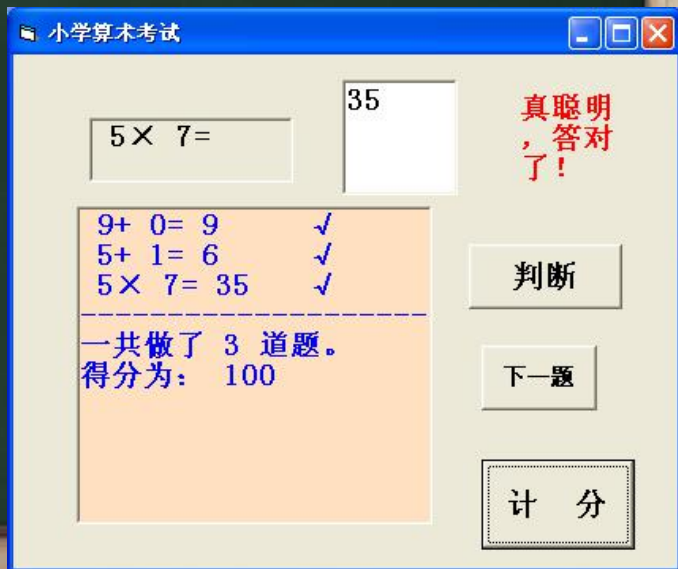 小学算术考试
5× 7=
35
真聪明
，答对
了！
9+ 0= 9 √
5+ 1= 6 √
5× 7= 35 √
---------------------
一共做了 3 道题。
得分为： 100
判断
下一题
计 分